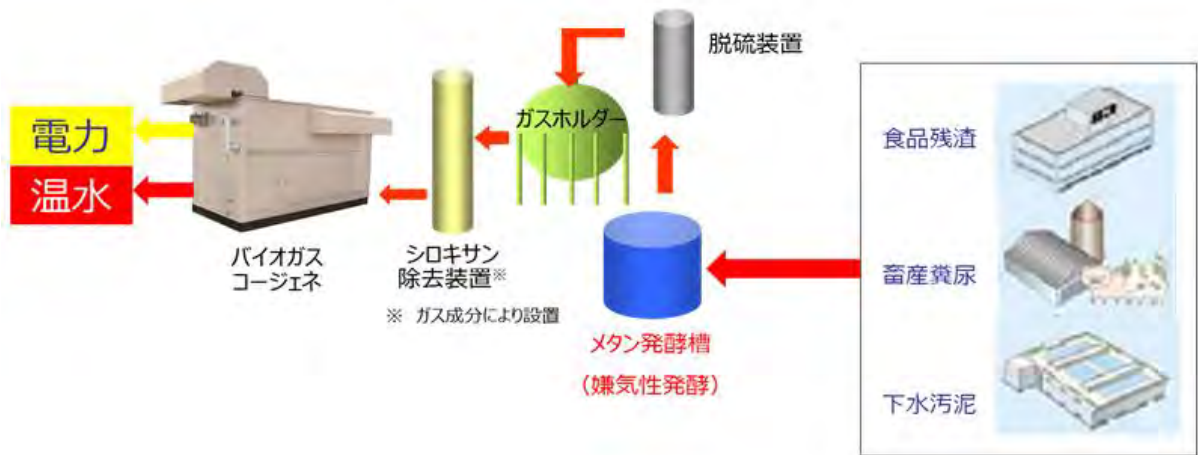 脱硫装置
ガスホルダー
電力
温水
バイオガス
コージェネ
シロキサン
除去装置※
※ ガス成分により設置
メタン発酵槽
(嫌気性発酵)
食品残渣
畜産糞尿
下水汚泥